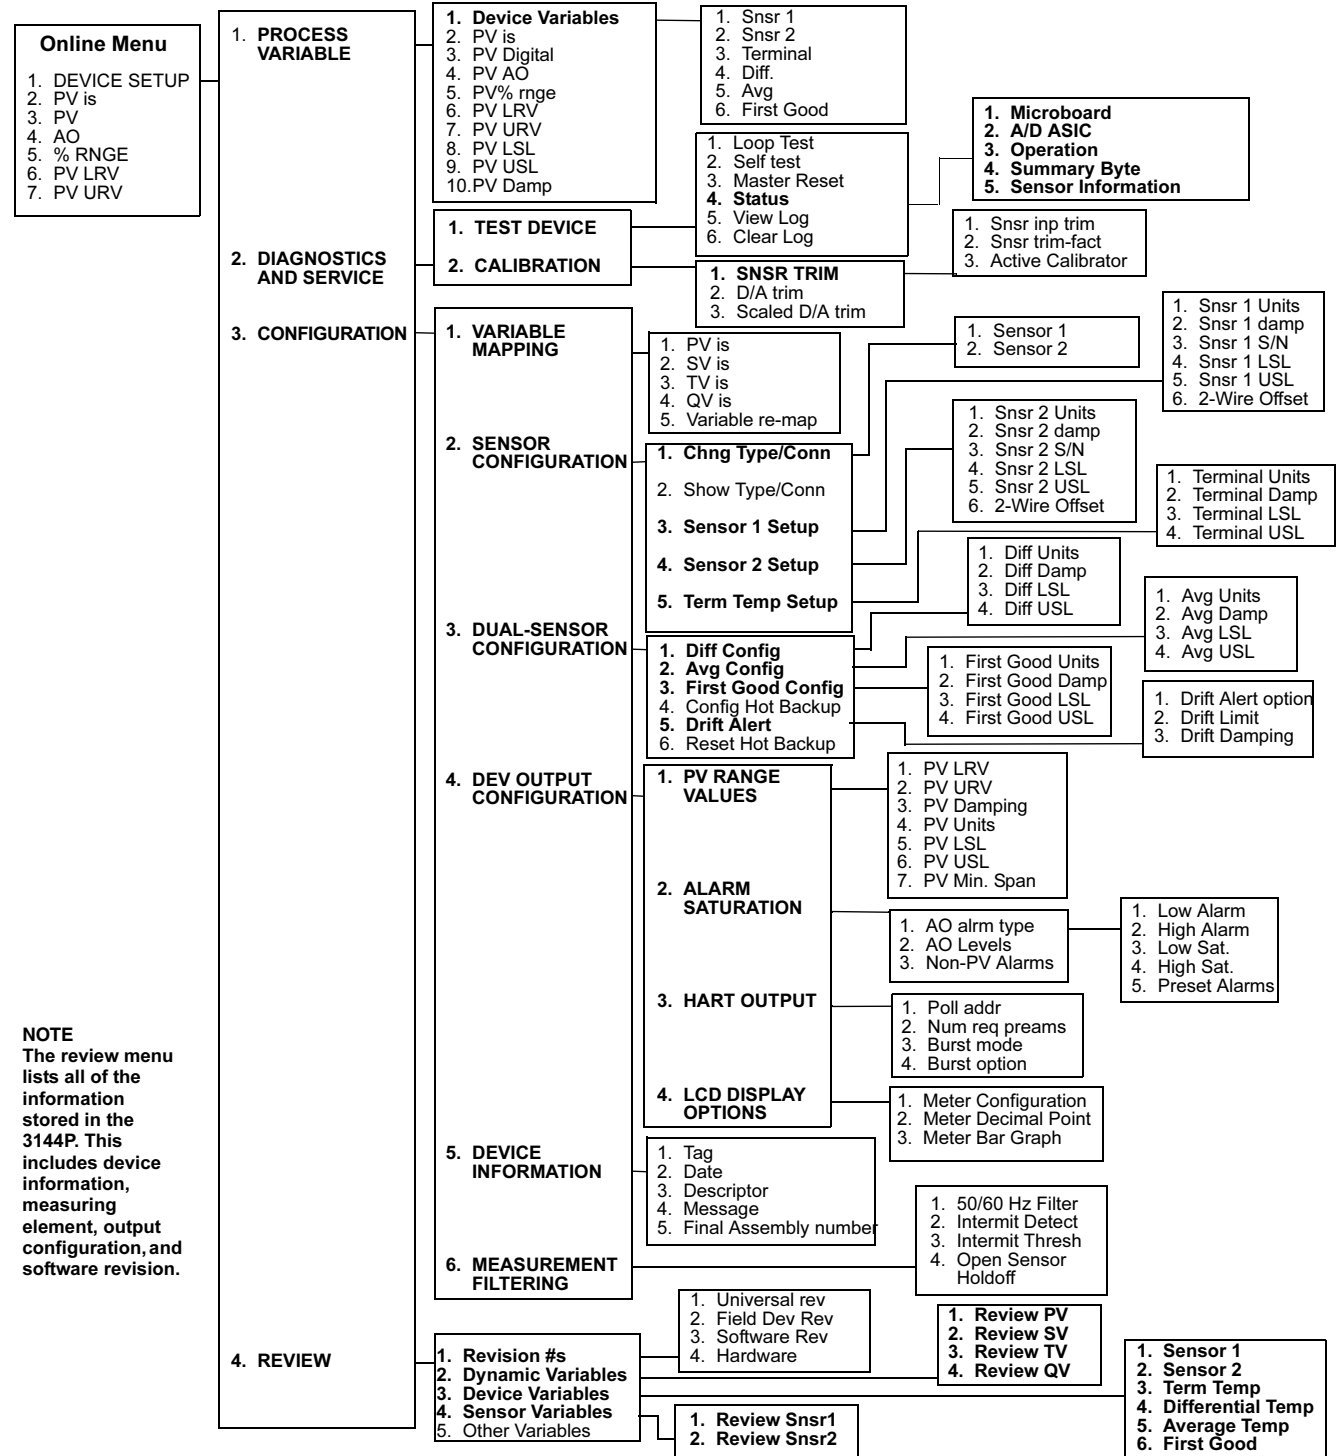 Online Menu
1. DEVICE SETUP
2. PV is
3. PV
4. AO
5. % RNGE
6. PV LRV
7. PV URV
1. PROCESS
VARIABLE
2. DIAGNOSTICS
AND SERVICE
3. CONFIGURATION
4. REVIEW
1. Device Variables
2. PV is
3. PV Digital
4. PV AO
5. PV% rnge
6. PV LRV
7. PV URV
8. PV LSL
9. PV USL
10.PV Damp
1. Snsr 1
2. Snsr 2
3. Terminal
4. Diff.
5. Avg
6. First Good
1. TEST DEVICE
2. CALIBRATION
1. Loop Test
2. Self test
3. Master Reset
4. Status
5. View Log
6. Clear Log
1. Microboard
2. A/D ASIC
3. Operation
4. Summary Byte
5. Sensor Information
1. SNSR TRIM
2. D/A trim
3. Scaled D/A trim
1. Snsr inp trim
2. Snsr trim-fact
3. Active Calibrator
1. VARIABLE
MAPPING
2. SENSOR
CONFIGURATION
3. DUAL-SENSOR
CONFIGURATION
4. DEV OUTPUT
CONFIGURATION
5. DEVICE
INFORMATION
6. MEASUREMENT
FILTERING
1. PV is
2. SV is
3. TV is
4. QV is
5. Variable re-map
1. Chng Type/Conn
2. Show Type/Conn
3. Sensor 1 Setup
4. Sensor 2 Setup
5. Term Temp Setup
1. Sensor 1
2. Sensor 2
1. Snsr 1 Units
2. Snsr 1 damp
3. Snsr 1 S/N
4. Snsr 1 LSL
5. Snsr 1 USL
6. 2-Wire Offset
1. Snsr 2 Units
2. Snsr 2 damp
3. Snsr 2 S/N
4. Snsr 2 LSL
5. Snsr 2 USL
6. 2-Wire Offset
1. Terminal Units
2. Terminal Damp
3. Terminal LSL
4. Terminal USL
1. Diff Config
2. Avg Config
3. First Good Config
4. Config Hot Backup
5. Drift Alert
6. Reset Hot Backup
1. Diff Units
2. Diff Damp
3. Diff LSL
4. Diff USL
1. Avg Units
2. Avg Damp
3. Avg LSL
4. Avg USL
1. First Good Units
2. First Good Damp
3. First Good LSL
4. First Good USL
1. Drift Alert option
2. Drift Limit
3. Drift Damping
1. PV RANGE
VALUES
2. ALARM
SATURATION
3. HART OUTPUT
4. LCD DISPLAY
OPTIONS
1. PV LRV
2. PV URV
3. PV Damping
4. PV Units
5. PV LSL
6. PV USL
7. PV Min. Span
1. AO alrm type
2. AO Levels
3. Non-PV Alarms
1. Low Alarm
2. High Alarm
3. Low Sat.
4. High Sat.
5. Preset Alarms
1. Poll addr
2. Num req preams
3. Burst mode
4. Burst option
1. Meter Configuration
2. Meter Decimal Point
3. Meter Bar Graph
1. Tag
2. Date
3. Descriptor
4. Message
5. Final Assembly number
1. 50/60 Hz Filter
2. Intermit Detect
3. Intermit Thresh
4. Open Sensor
Holdoff
1. Revision #s
2. Dynamic Variables
3. Device Variables
4. Sensor Variables
5. Other Variables
1. Universal rev
2. Field Dev Rev
3. Software Rev
4. Hardware
1. Review PV
2. Review SV
3. Review TV
4. Review QV
1. Sensor 1
2. Sensor 2
3. Term Temp
4. Differential Temp
5. Average Temp
6. First Good
1. Review Snsr1
2. Review Snsr2
NOTE
The review menu
lists all of the
information
stored in the
3144P. This
includes device
information,
measuring
element, output
configuration, and
software revision.